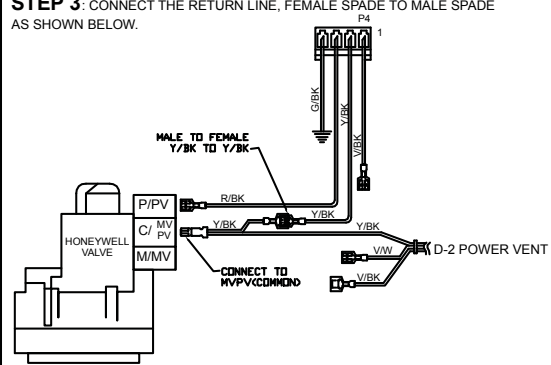 STEP 3: CONNECT THE RETURN LINE, FEMALE SPADE TO MALE SPADE
AS SHOWN BELOW.
P4
1
G/BK
Y/BK
V/BK
MALE TO FEMALE
Y/BK TO Y/BK
P/PV
R/BK
C/ MV
PV
Y/BK
Y/BK
Y/BK
HONEYWELL
VALVE
M/MV
V/W
D-2 POWER VENT
CONNECT TO
MVPV(COMMON)
V/BK